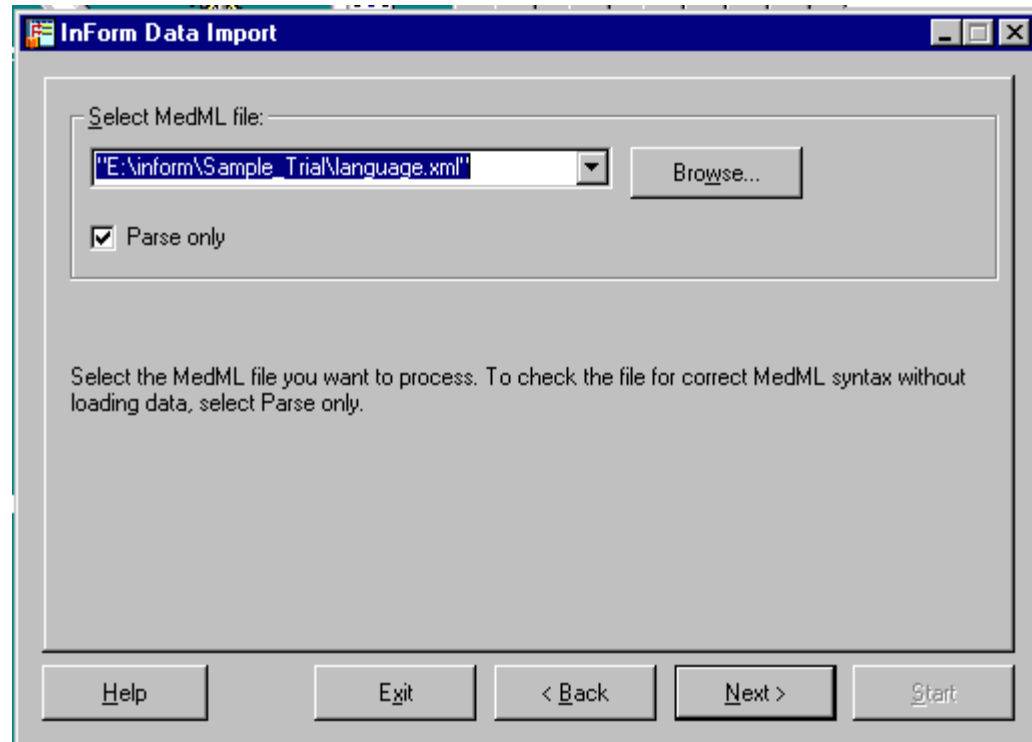 InForm Data Import
Select MedML file:
"E:\inform\Sample_Trial\language.xml"
Browse...
Parse only
Select the MedML file you want to process. To check the file for correct MedML syntax without
loading data, select Parse only.
Help
Exit
< Back
Next >
Start